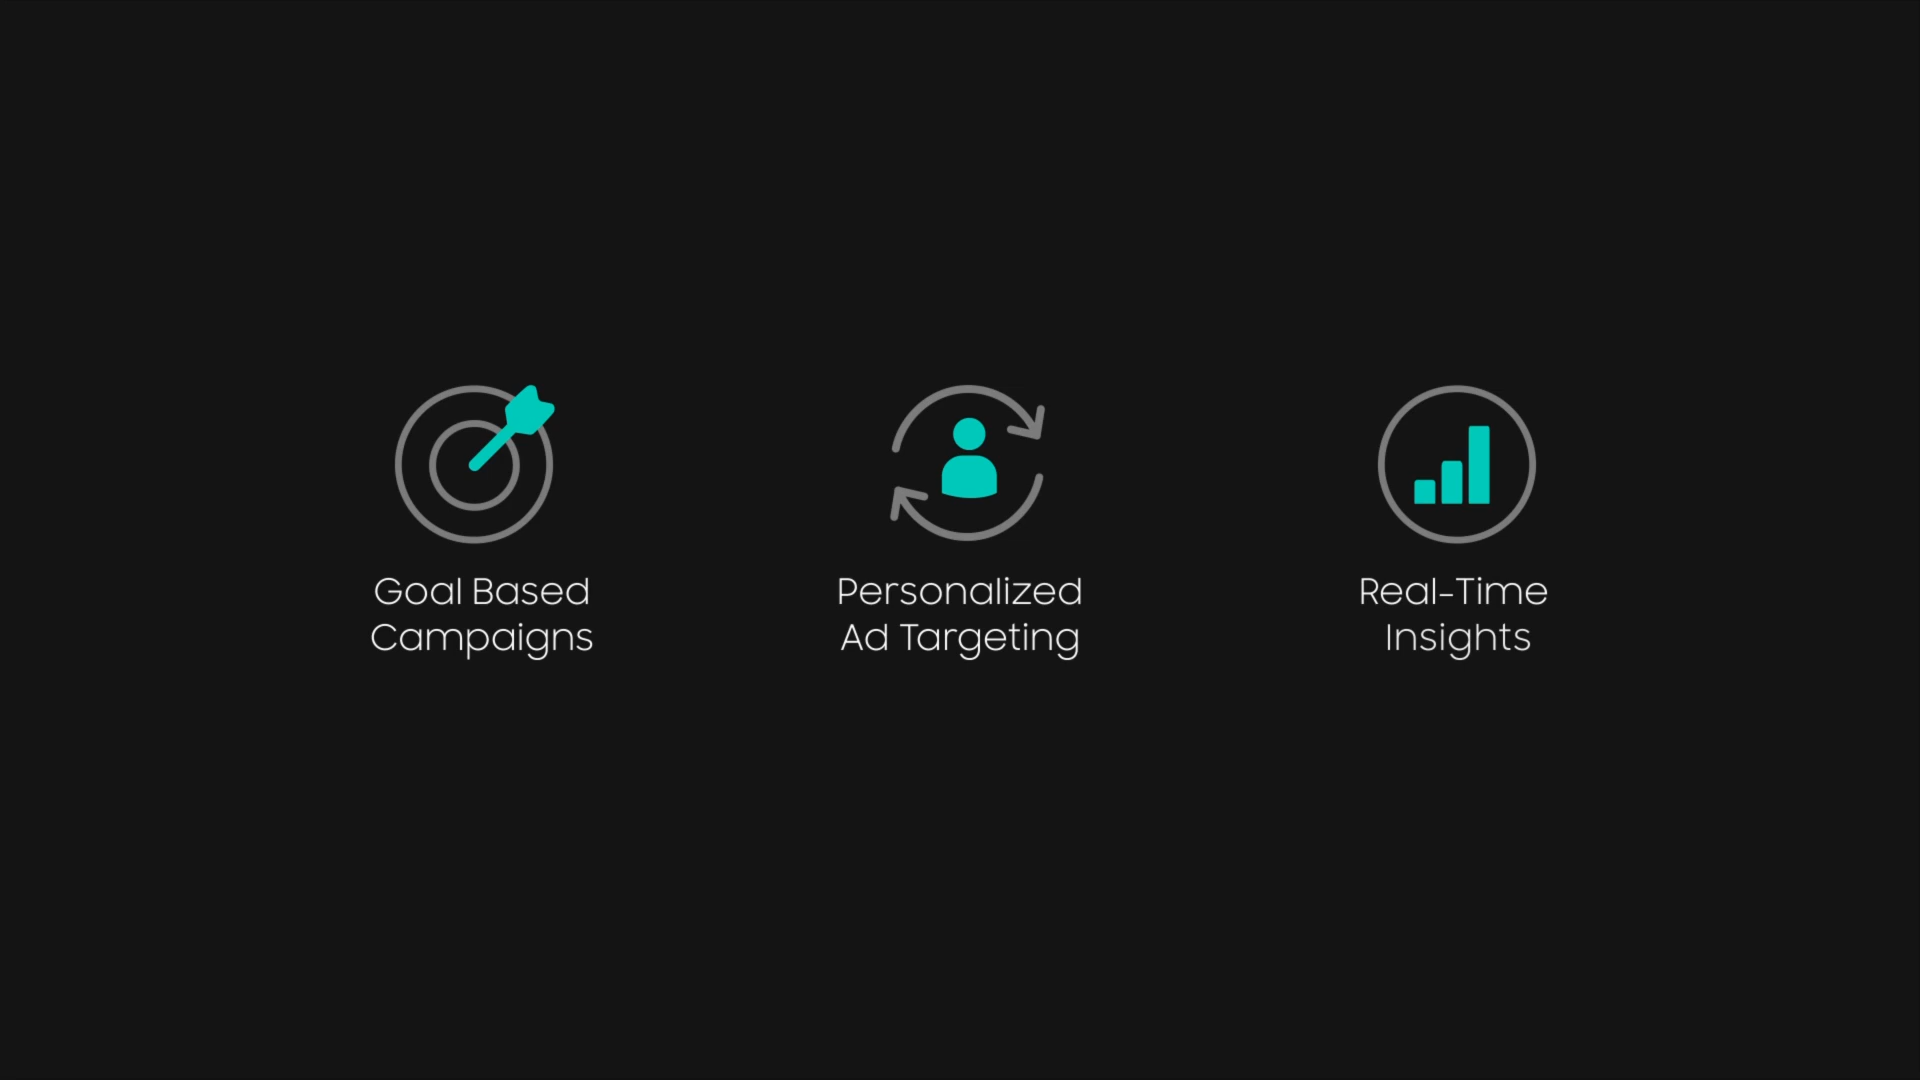 Goal Based
Campaigns
Personalized
Ad Targeting
Real-Time
Insights